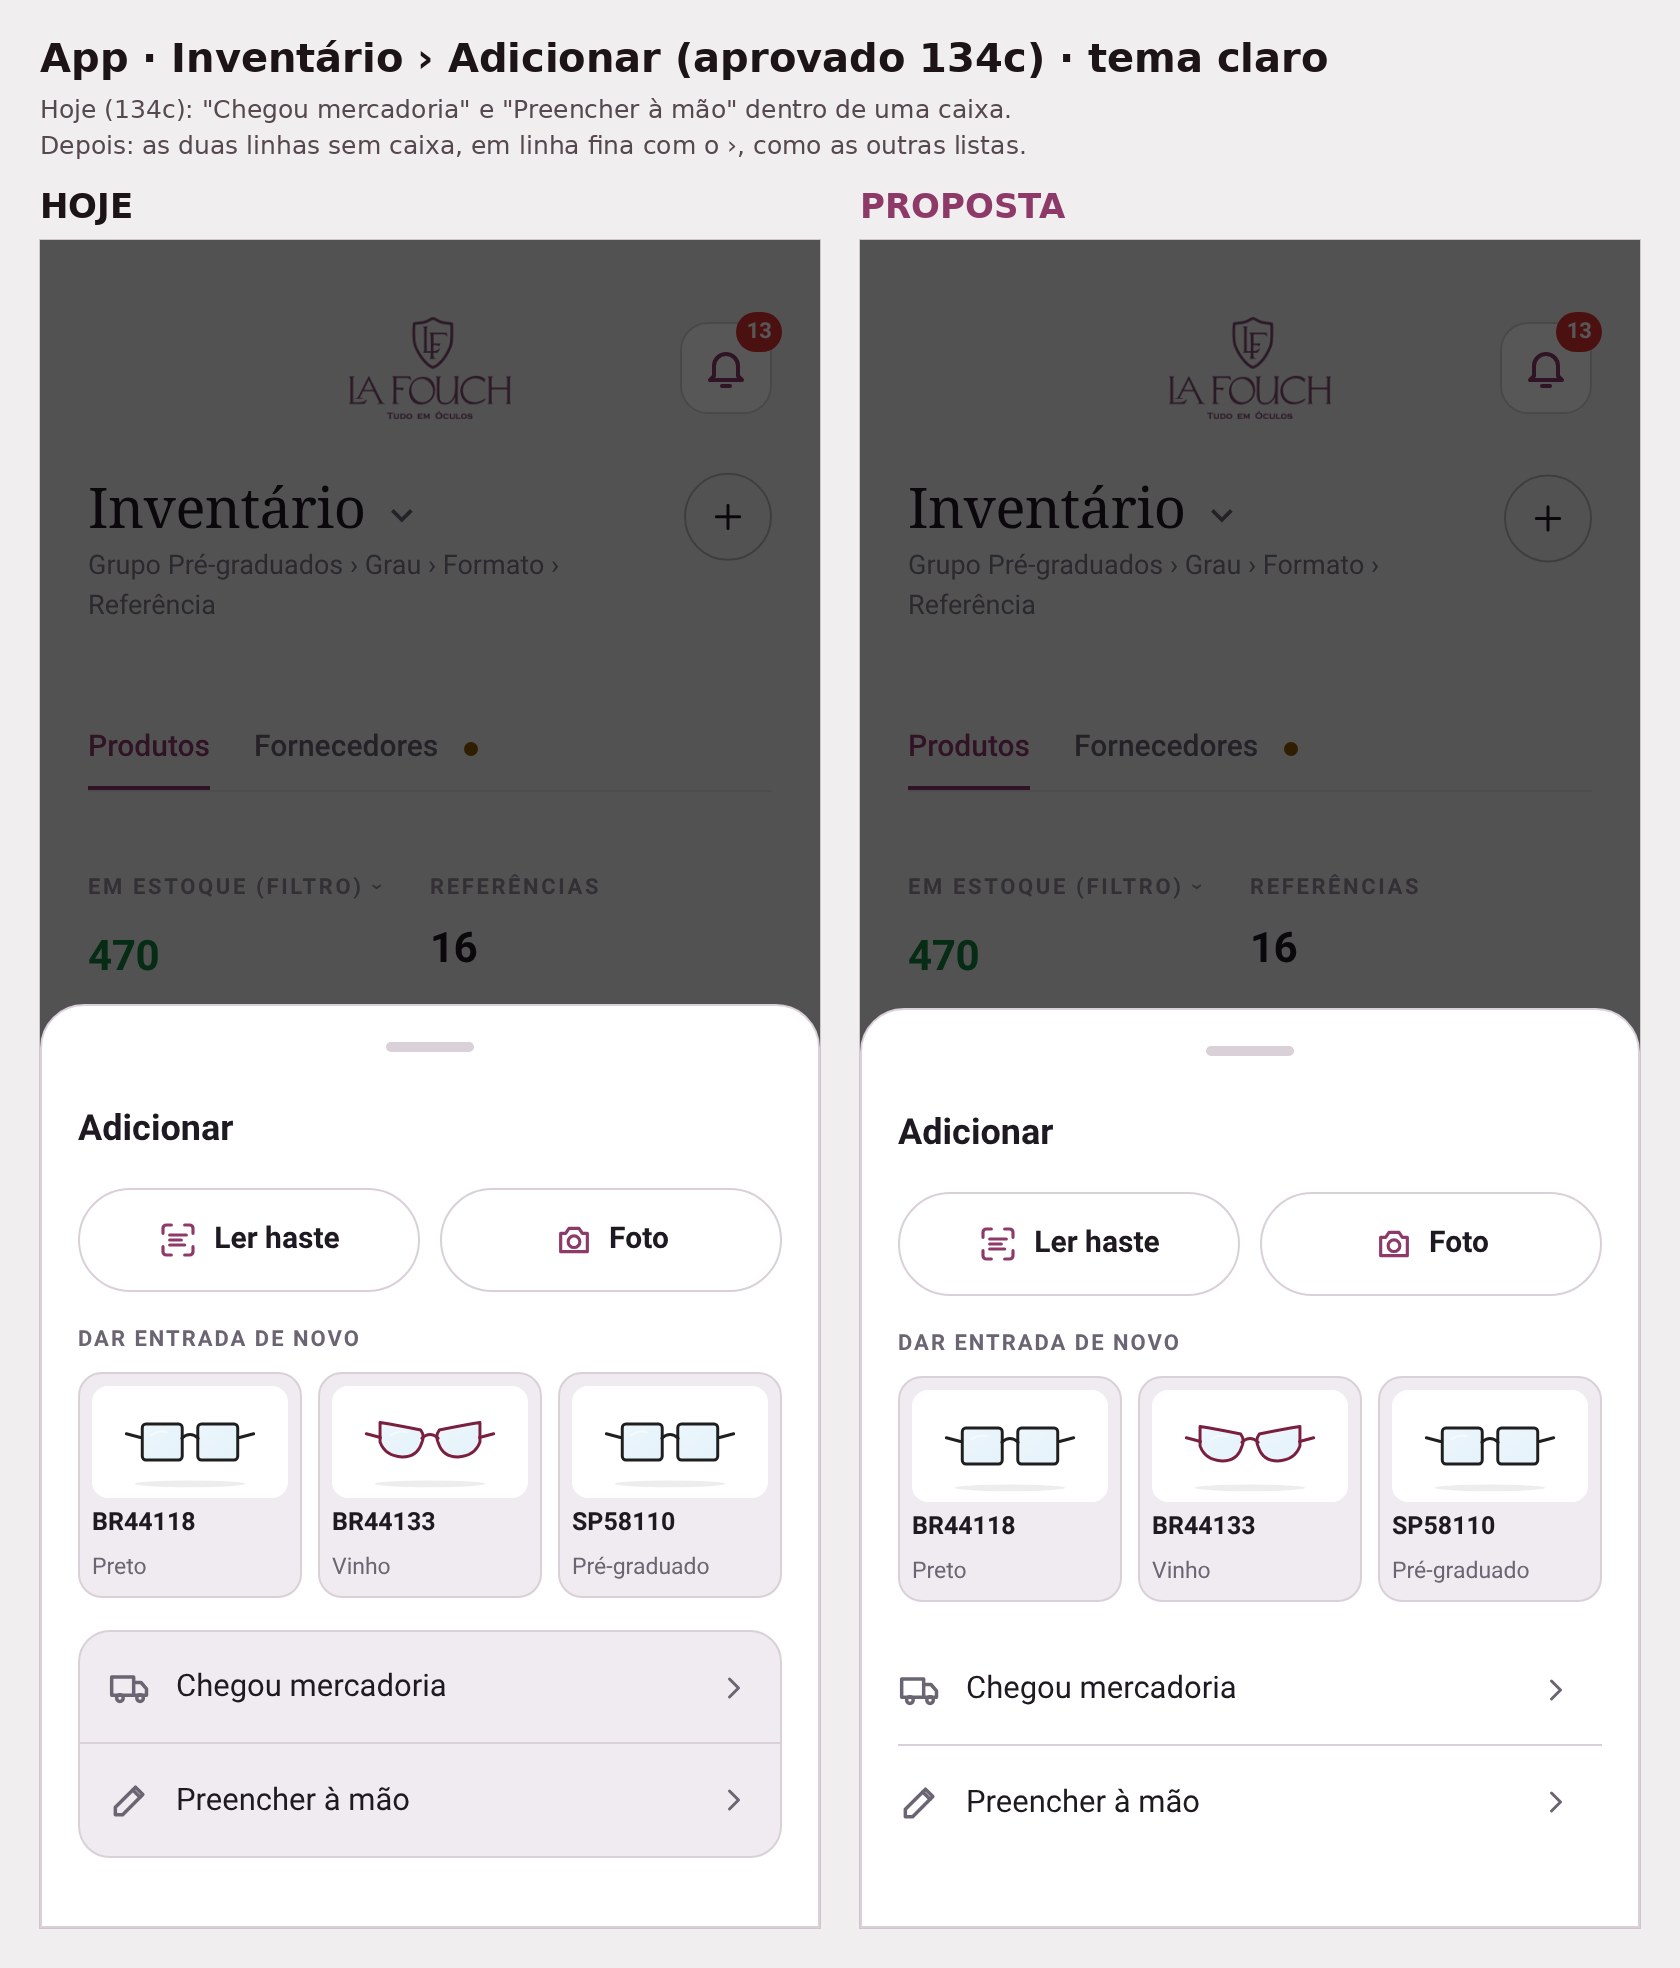 App · Inventário › Adicionar (aprovado 134c) · tema claro
Hoje (134c): "Chegou mercadoria" e "Preencher à mão" dentro de uma caixa.
Depois: as duas linhas sem caixa, em linha fina com o ›, como as outras listas.
HOJE
13
LF
LA FOUCH
TUDO EM ÓCULOS
Inventário
Grupo Pré-graduados › Grau › Formato ›
Referência
Produtos Fornecedores
EM ESTOQUE (FILTRO) REFERÊNCIAS
470 16
Adicionar
Ler haste Foto
DAR ENTRADA DE NOVO
BR44118 BR44133 SP58110
Preto Vinho Pré-graduado
Chegou mercadoria
Preencher à mão
PROPOSTA
13
LF
LA FOUCH
TUDO EM ÓCULOS
Inventário
Grupo Pré-graduados › Grau › Formato ›
Referência
Produtos Fornecedores
EM ESTOQUE (FILTRO) REFERÊNCIAS
470 16
Adicionar
Ler haste Foto
DAR ENTRADA DE NOVO
BR44118 BR44133 SP58110
Preto Vinho Pré-graduado
Chegou mercadoria
Preencher à mão